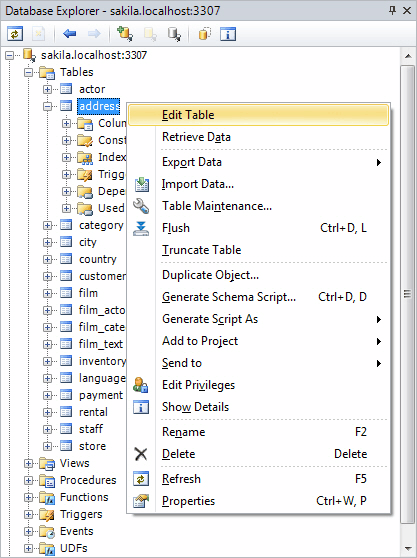 Database Explorer - sakila.localhost:3307
sakila.localhost:3307
Tables
actor
address
Colum
Const
Index
Trigg
Depe
Used
category
city
country
customer
film
film_acto
film_cate
film_text
inventory
language
payment
rental
staff
store
Views
Procedures
Functions
Triggers
Events
UDFs
Edit Table
Retrieve Data
Export Data
Import Data...
Table Maintenance...
Flush Ctrl+D, L
Truncate Table
Duplicate Object...
Generate Schema Script... Ctrl+D, D
Generate Script As
Add to Project
Send to
Edit Privileges
Show Details
Rename F2
Delete Delete
Refresh F5
Properties Ctrl+W, P